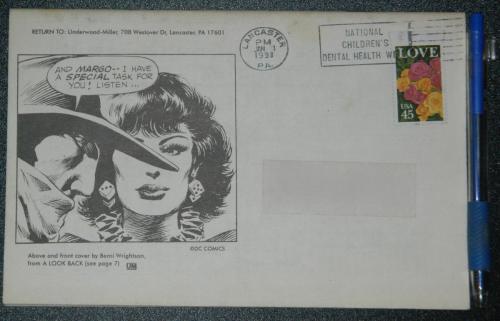 RETURN TO: Underwood-Miller, 708 Westover Dr, Lancaster, PA 17601
LANCASTER
PM
1
PA.
NATIONAL
CHILDREN'S
DENTAL HEALTH
LOVE
USA
45
AND MARGO-- I HAVE
A SPECIAL TASK FOR
YOU! LISTEN...
©DC COMICS
Above and front cover by Berni Wrightson,
from A LOOK BACK (see page 7)
UM